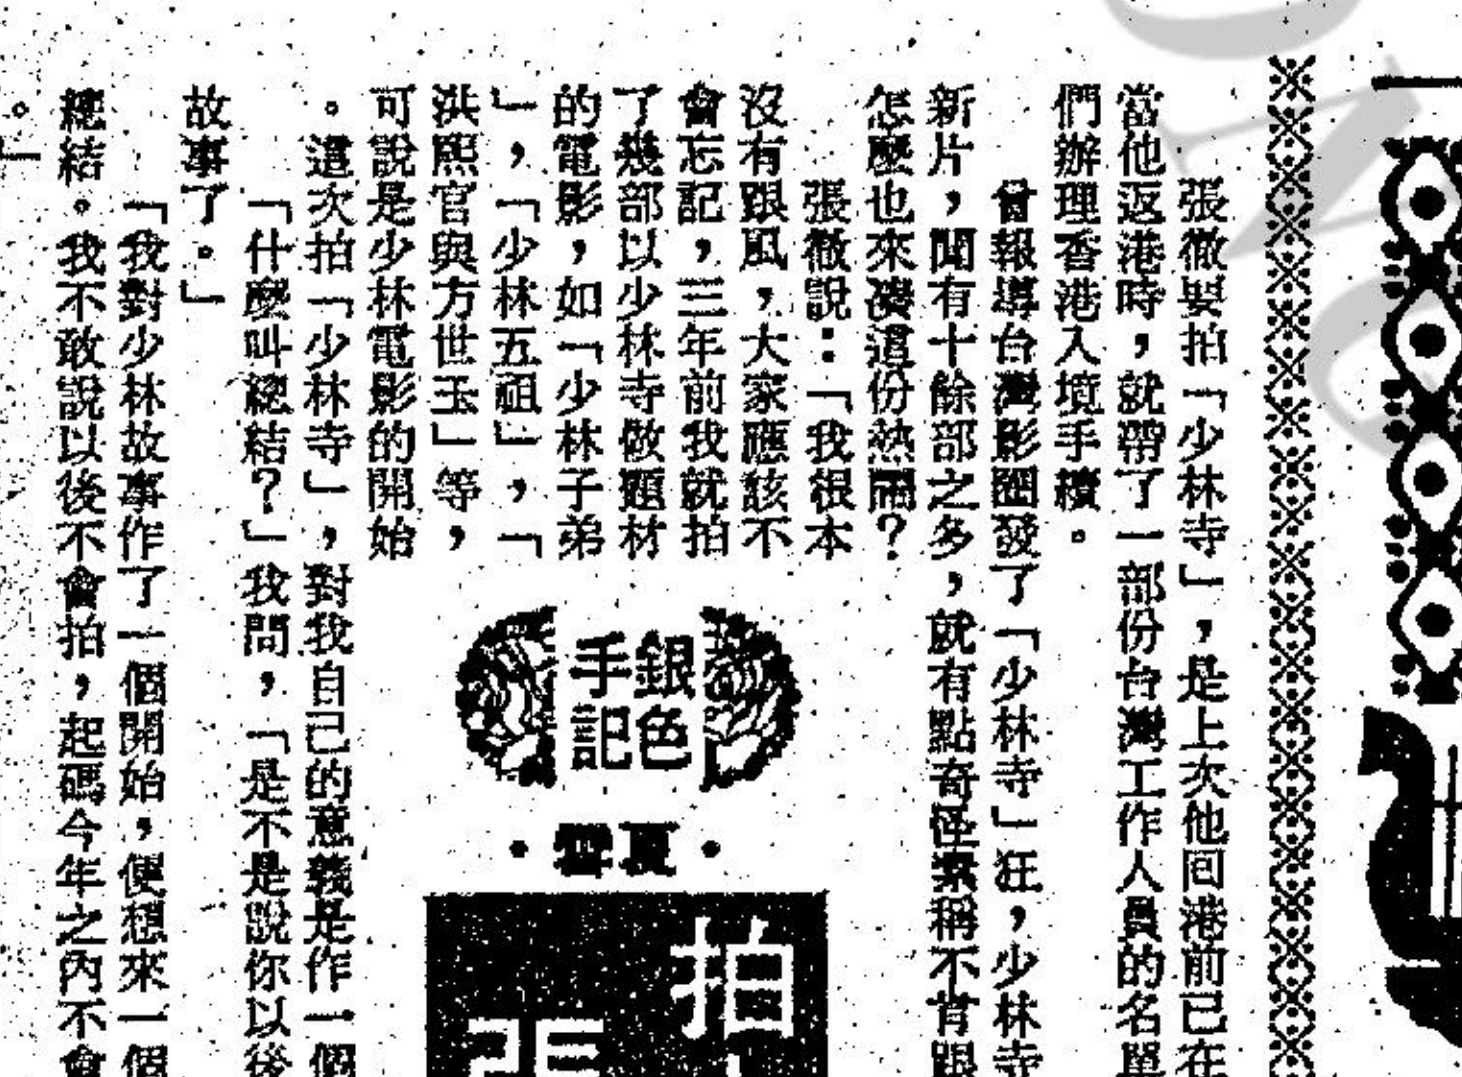 張徹要拍「少林寺」，是上次他回港前已在
當他返港時，就帶了一部份台灣工作人員的名單
們辦理香港入境手續。
曾報導台灣影圈發了「少林寺」狂，少林寺
新片，聞有十餘部之多，就有點奇怪素稱不肯跟
怎麼也來湊這份熱鬧？
張徹說：「我很本
沒有跟風，大家應該不
會忘記，三年前我就拍
了幾部以少林寺做題材
的電影，如「少林子弟
」，「少林五祖」，「
洪熙官與方世玉」等，
可說是少林電影的開始
。這次拍「少林寺」，對我自己的意義是作一個
「什麼叫總結？」我問，「是不是說你以後
故事了。」
「我對少林故事作了一個開始，便想來一個
總結。我不敢說以後不會拍，起碼今年之內不會
。」
銀色
手記
·夏雲·
拍